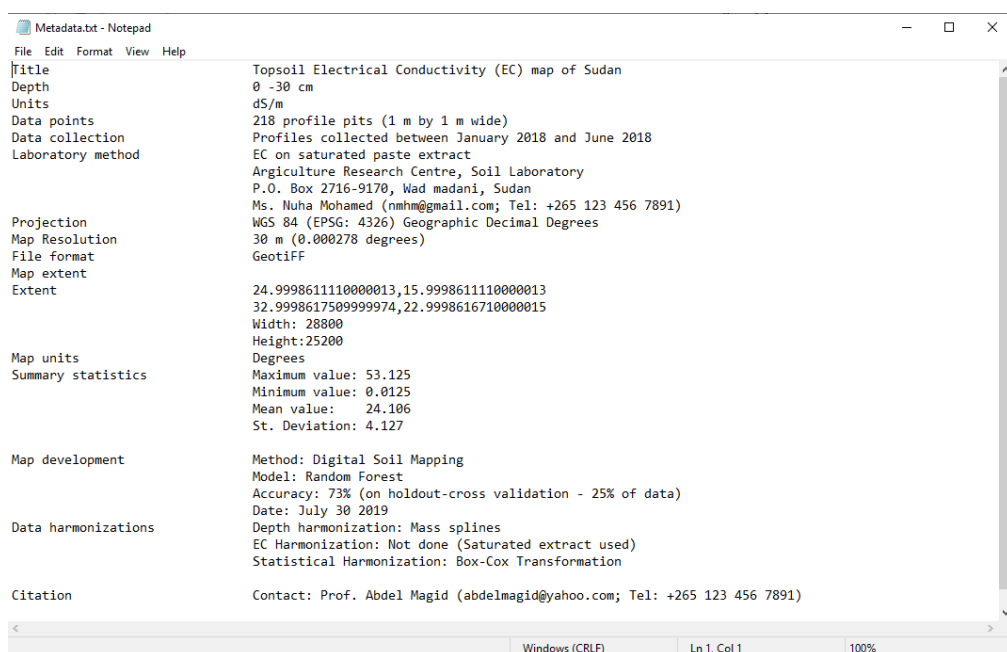 Metadata.txt - Notepad
File Edit Format View Help
Title Topsoil Electrical Conductivity (EC) map of Sudan
Depth 0 -30 cm
Units dS/m
Data points 218 profile pits (1 m by 1 m wide)
Data collection Profiles collected between January 2018 and June 2018
Laboratory method EC on saturated paste extract
Argiculture Research Centre, Soil Laboratory
P.O. Box 2716-9170, Wad madani, Sudan
Ms. Nuha Mohamed (nmhm@gmail.com; Tel: +265 123 456 7891)
Projection WGS 84 (EPSG: 4326) Geographic Decimal Degrees
Map Resolution 30 m (0.000278 degrees)
File format GeotiFF
Map extent
Extent 24.9998611110000013,15.9998611110000013
32.9998617509999974,22.9998616710000015
Width: 28800
Height:25200
Map units Degrees
Summary statistics Maximum value: 53.125
Minimum value: 0.0125
Mean value: 24.106
St. Deviation: 4.127
Map development Method: Digital Soil Mapping
Model: Random Forest
Accuracy: 73% (on holdout-cross validation - 25% of data)
Date: July 30 2019
Data harmonizations Depth harmonization: Mass splines
EC Harmonization: Not done (Saturated extract used)
Statistical Harmonization: Box-Cox Transformation
Citation Contact: Prof. Abdel Magid (abdelmagid@yahoo.com; Tel: +265 123 456 7891)
Windows (CRLF) Ln 1, Col 1 100%